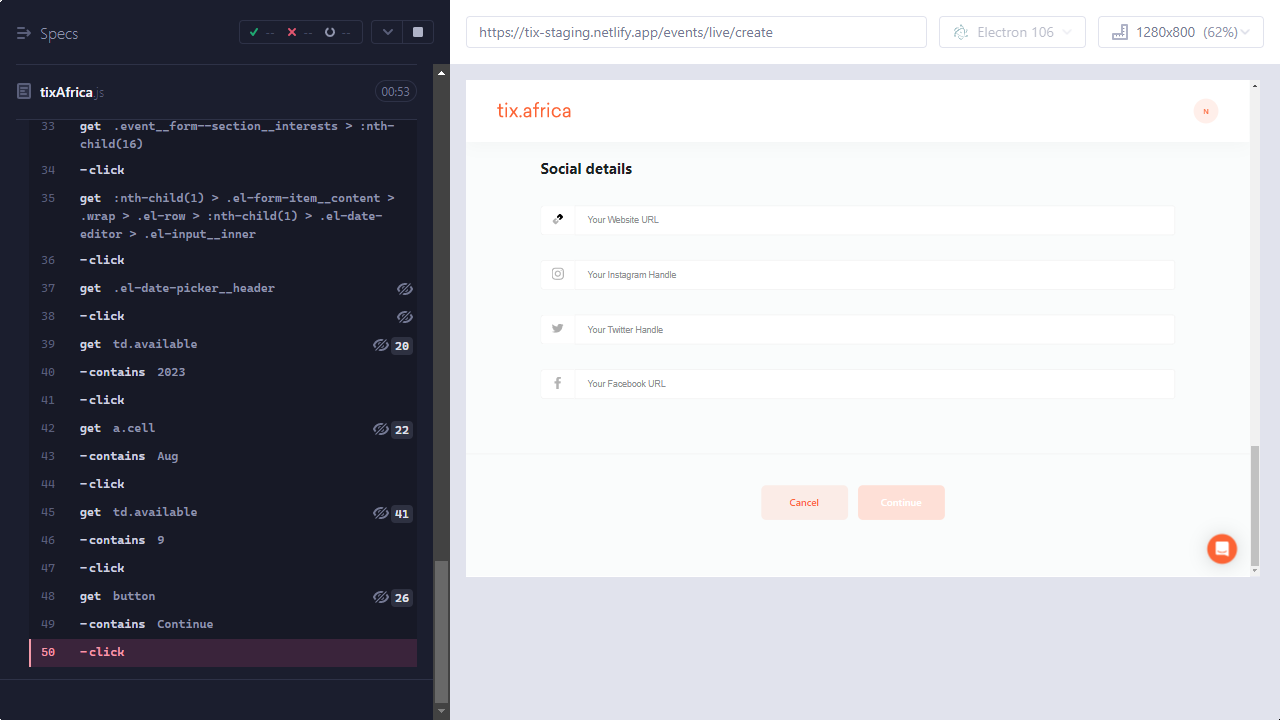 Specs
--
--
--
tixAfrica.js
00:53
33 get .event__form--section__interests > :nth-
child(16)
34 -click
35 get :nth-child(1) > .el-form-item__content >
.wrap > .el-row > :nth-child(1) > .el-date-
editor > .el-input__inner
36 -click
37 get .el-date-picker__header
38 -click
39 get td.available 20
40 -contains 2023
41 -click
42 get a.cell 22
43 -contains Aug
44 -click
45 get td.available 41
46 -contains 9
47 -click
48 get button 26
49 -contains Continue
50 -click
https://tix-staging.netlify.app/events/live/create
Electron 106
1280x800 (62%)
tix.africa
N
Social details
Your Website URL
Your Instagram Handle
Your Twitter Handle
Your Facebook URL
Cancel
Continue